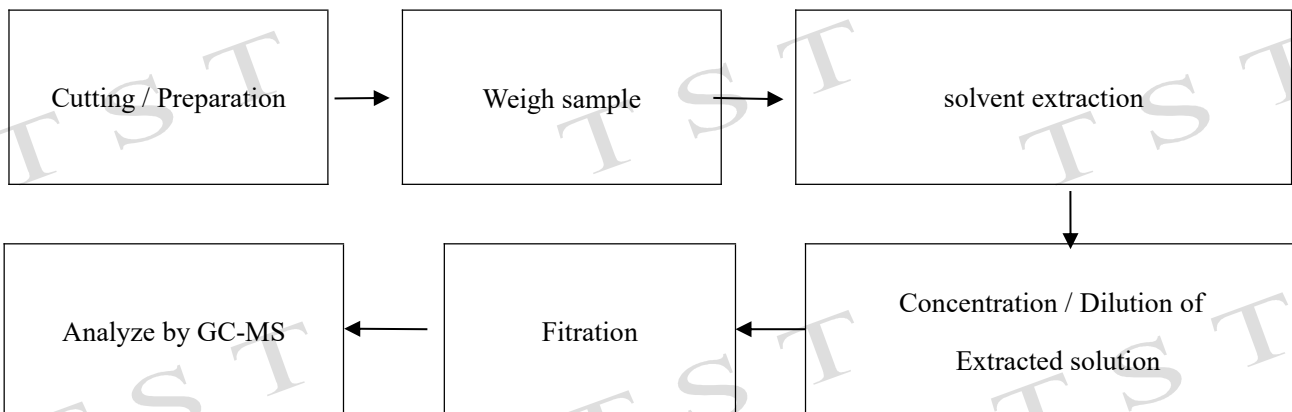 Cutting / Preparation
Weigh sample
solvent extraction
Concentration / Dilution of
Extracted solution
Fitration
Analyze by GC-MS
T S T
T S T
T S T
T S T
T S T
T S T